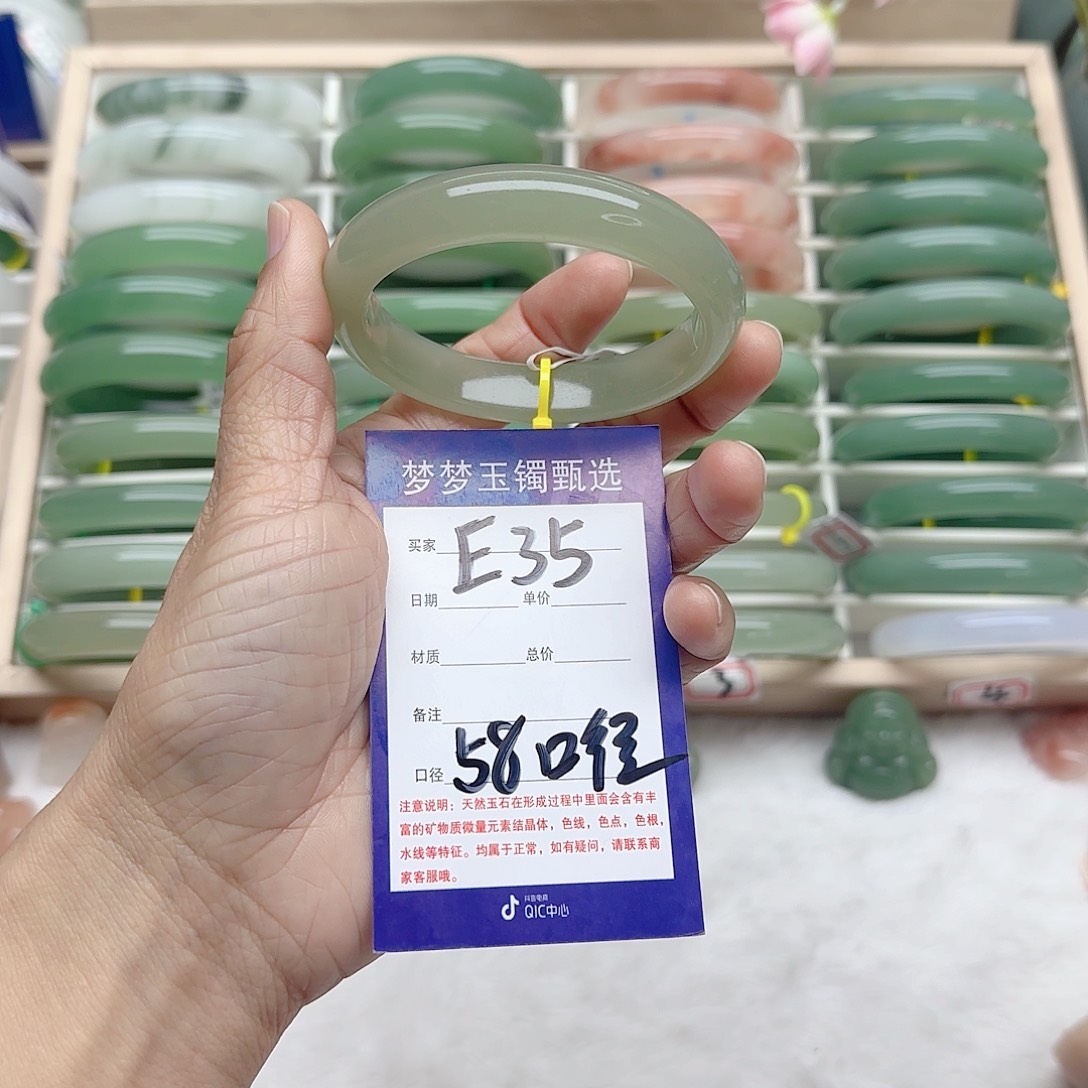 梦梦玉镯甄选
买家 E35
日期 单价
材质 总价
备注
口径 58口径
注意说明：天然玉石在形成过程中里面会含有丰
富的矿物质微量元素结晶体，色线，色点，色根，
水线等特征。均属于正常，如有疑问，请联系商
家客服哦。
抖音电商
QIC中心